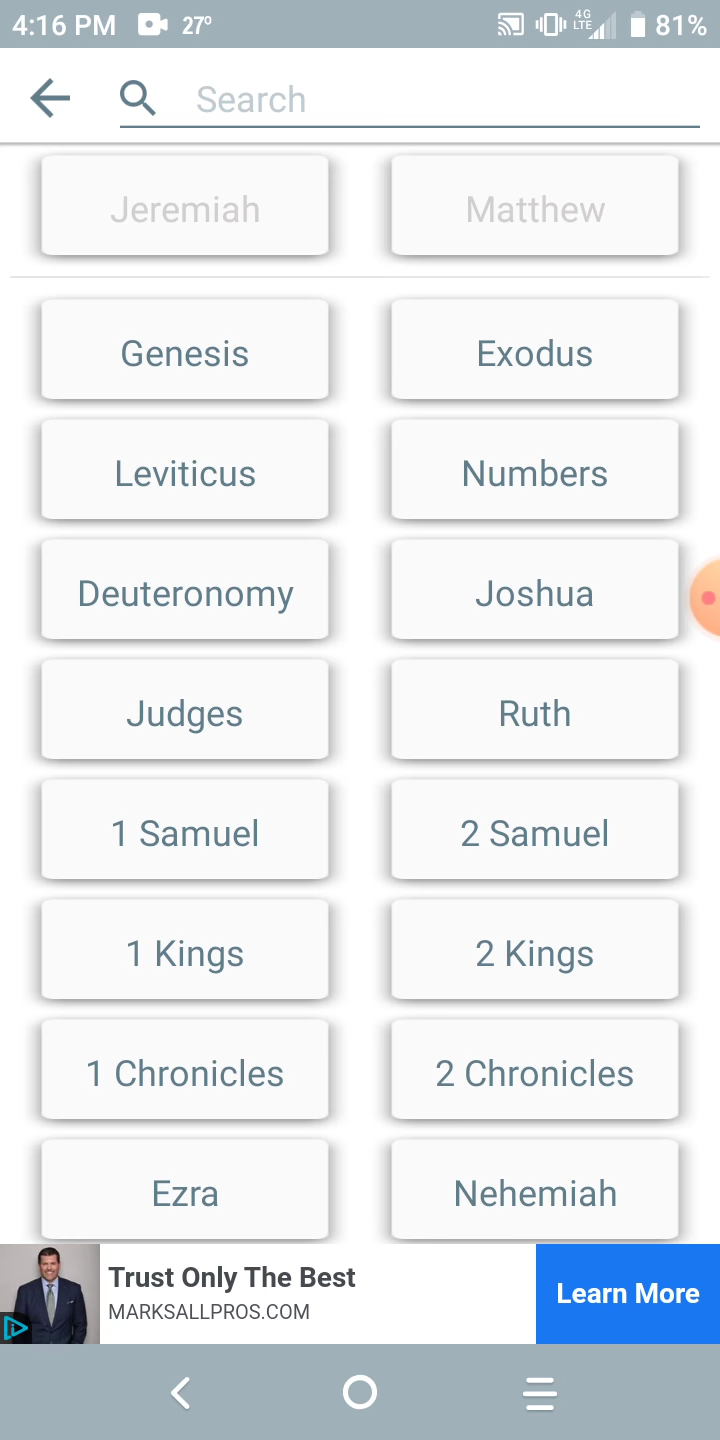 4:16 PM 27° 4G LTE 81%
Search
Jeremiah Matthew
Genesis Exodus
Leviticus Numbers
Deuteronomy Joshua
Judges Ruth
1 Samuel 2 Samuel
1 Kings 2 Kings
1 Chronicles 2 Chronicles
Ezra Nehemiah
Trust Only The Best
MARKSALLPROS.COM
Learn More